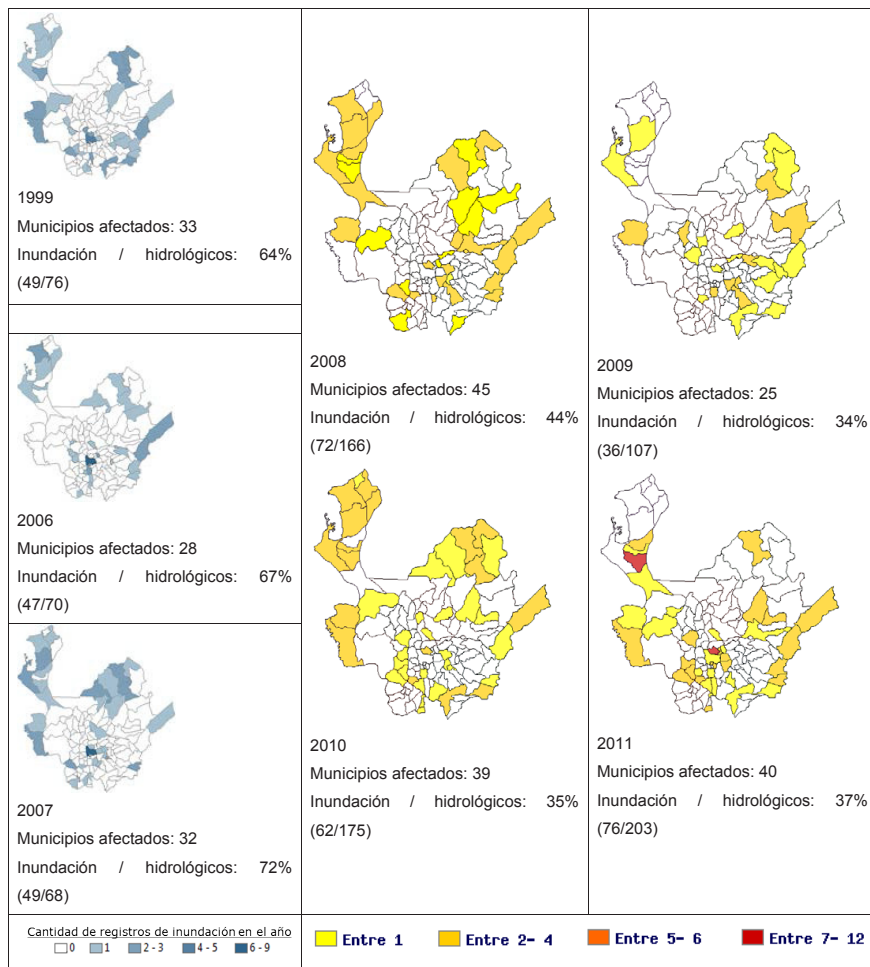 1999
Municipios afectados: 33
Inundación / hidrológicos: 64%
(49/76)
2006
Municipios afectados: 28
Inundación / hidrológicos: 67%
(47/70)
2007
Municipios afectados: 32
Inundación / hidrológicos: 72%
(49/68)
2008
Municipios afectados: 45
Inundación / hidrológicos: 44%
(72/166)
2010
Municipios afectados: 39
Inundación / hidrológicos: 35%
(62/175)
2009
Municipios afectados: 25
Inundación / hidrológicos: 34%
(36/107)
2011
Municipios afectados: 40
Inundación / hidrológicos: 37%
(76/203)
Cantidad de registros de inundación en el año
0 1 2 - 3 4 - 5 6 - 9
Entre 1 Entre 2- 4 Entre 5- 6 Entre 7- 12